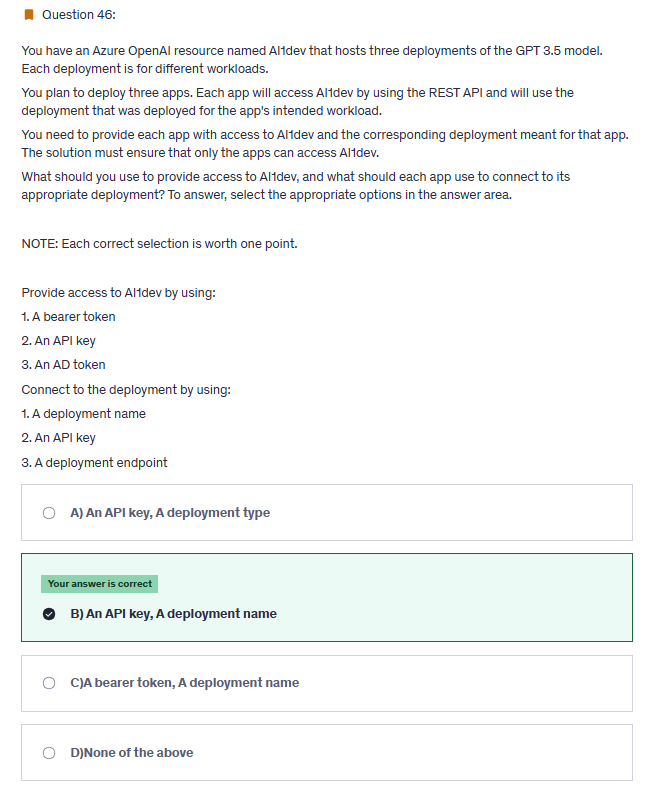 Question 46:
You have an Azure OpenAI resource named AI1dev that hosts three deployments of the GPT 3.5 model.
Each deployment is for different workloads.
You plan to deploy three apps. Each app will access AI1dev by using the REST API and will use the
deployment that was deployed for the app's intended workload.
You need to provide each app with access to AI1dev and the corresponding deployment meant for that app.
The solution must ensure that only the apps can access AI1dev.
What should you use to provide access to AI1dev, and what should each app use to connect to its
appropriate deployment? To answer, select the appropriate options in the answer area.
NOTE: Each correct selection is worth one point.
Provide access to AI1dev by using:
1. A bearer token
2. An API key
3. An AD token
Connect to the deployment by using:
1. A deployment name
2. An API key
3. A deployment endpoint
A) An API key, A deployment type
Your answer is correct
B) An API key, A deployment name
C)A bearer token, A deployment name
D)None of the above